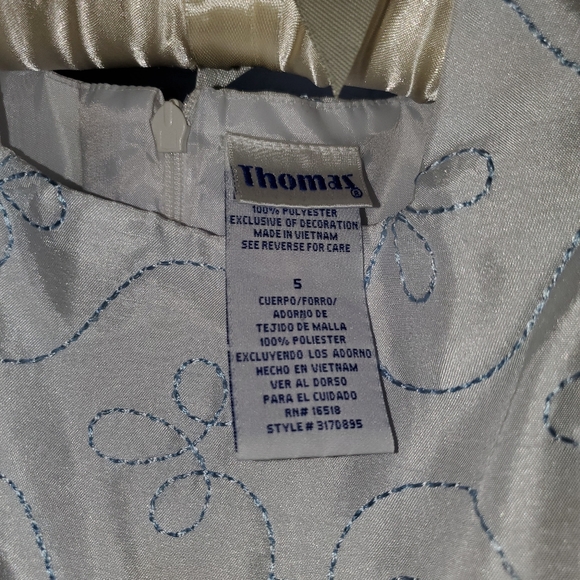 Thomas ®
100% POLYESTER
EXCLUSIVE OF DECORATION
MADE IN VIETNAM
SEE REVERSE FOR CARE
5
CUERPO/FORRO/
ADORNO DE
TEJIDO DE MALLA
100% POLIESTER
EXCLUYENDO LOS ADORNO
HECHO EN VIETNAM
VER AL DORSO
PARA EL CUIDADO
RN# 16518
STYLE # 3170895